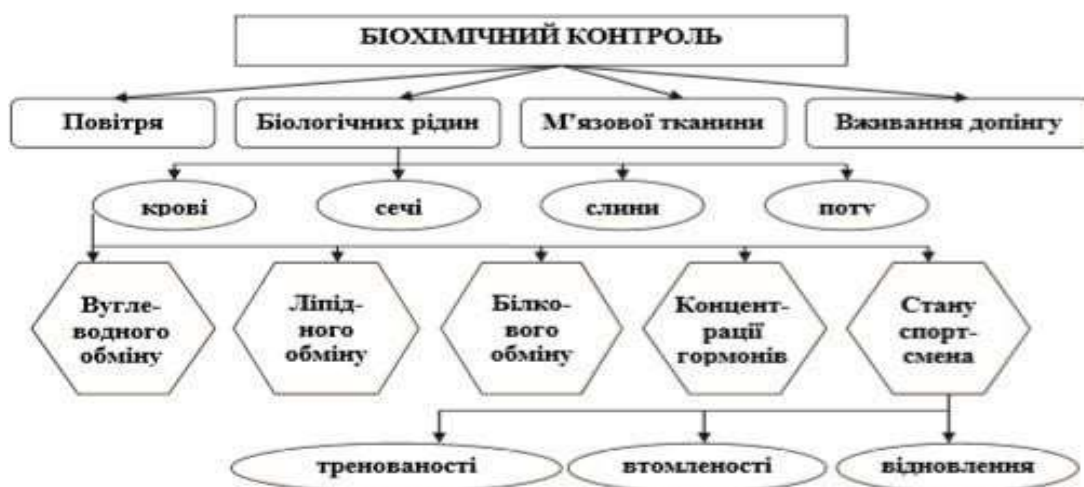 БІОХІМІЧНИЙ КОНТРОЛЬ
Повітря
Біологічних рідин
М'язової тканини
Вживання допінгу
крові
сечі
слини
поту
Вугле-
водного
обміну
Ліпід-
ного
обміну
Білко-
вого
обміну
Концент-
рації
гормонів
Стану
спорт-
смена
тренованості
втомленості
відновлення